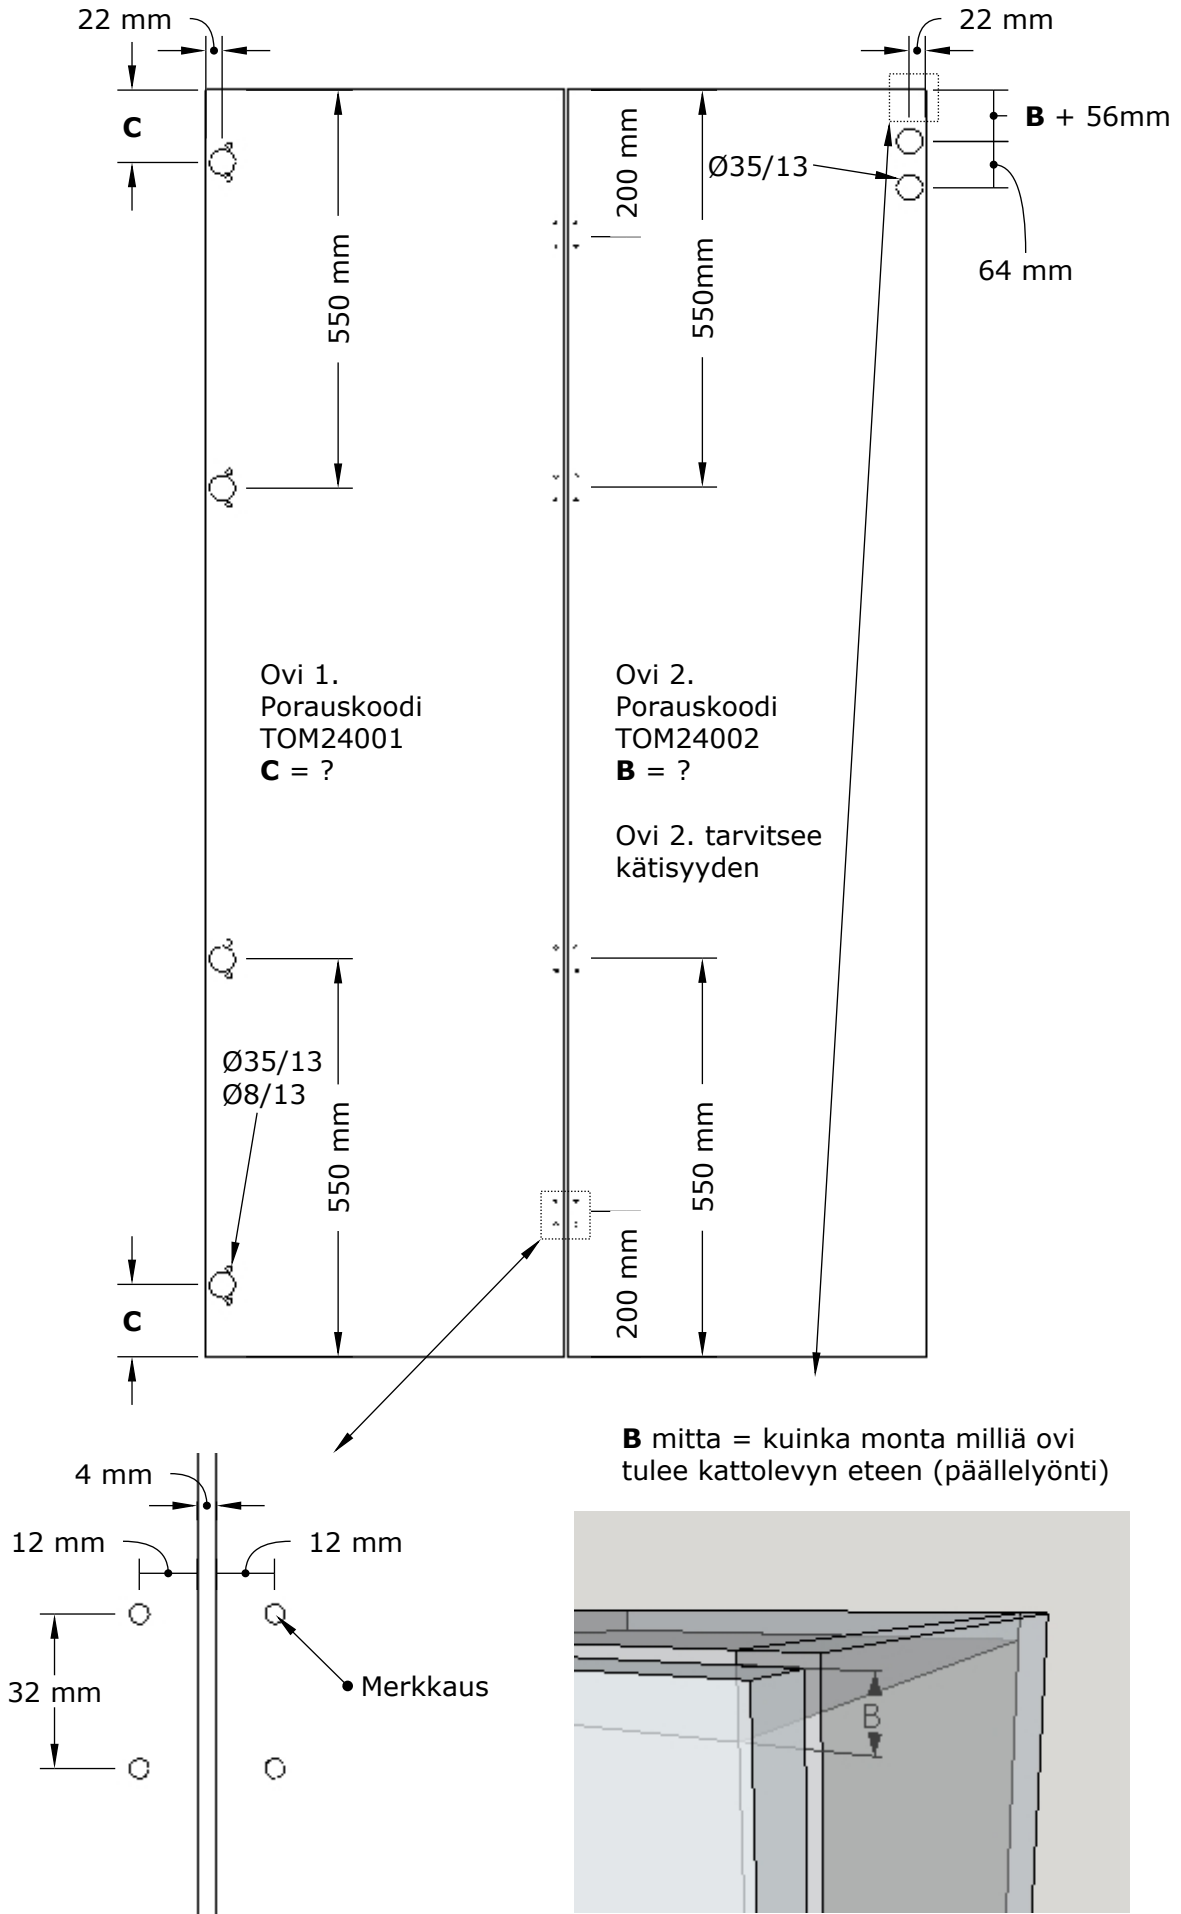 22 mm
22 mm
C
B + 56mm
200 mm
Ø35/13
550 mm
550mm
64 mm
Ovi 1.
Porauskoodi
TOM24001
C = ?
Ovi 2.
Porauskoodi
TOM24002
B = ?
Ovi 2. tarvitsee
kätisyyden
Ø35/13
Ø8/13
550 mm
550 mm
200 mm
C
B mitta = kuinka monta milliä ovi
tulee kattolevyn eteen (päällelyönti)
4 mm
12 mm
12 mm
32 mm
Merkkaus
B